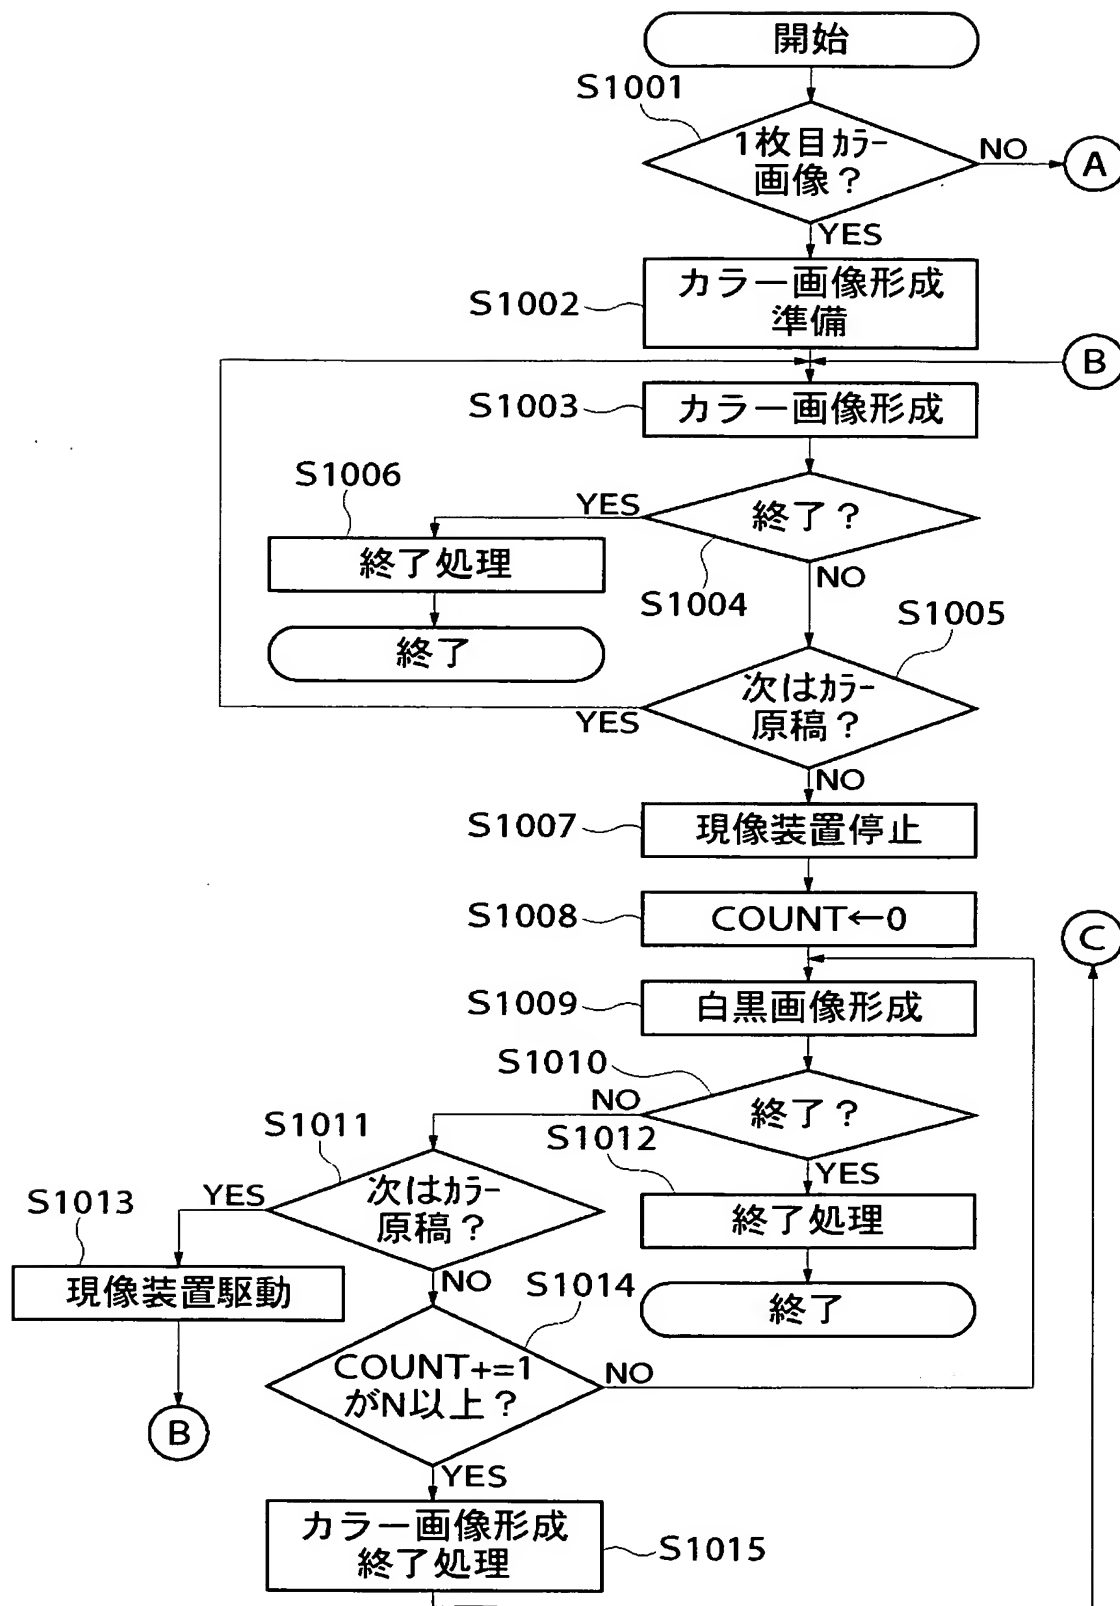 開始
S1001
1枚目カラー
画像？
NO
A
YES
S1002
カラー画像形成
準備
B
S1003
カラー画像形成
S1006
YES
終了？
終了処理
NO
S1004
S1005
終了
次はカラー
原稿？
YES
NO
S1007
現像装置停止
S1008
COUNT←0
C
S1009
白黒画像形成
S1010
NO
終了？
S1011
S1012
YES
S1013
YES
次はカラー
原稿？
終了処理
現像装置駆動
NO
S1014
終了
COUNT+=1
がN以上？
NO
B
YES
カラー画像形成
終了処理
S1015